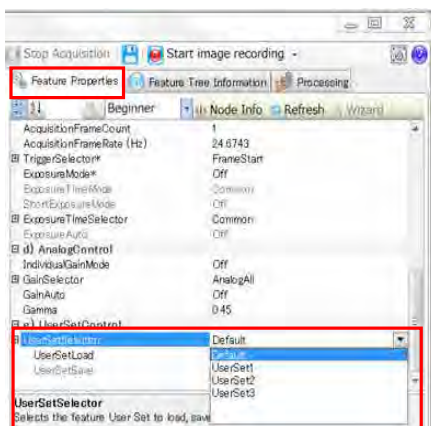 Stop Acquisition Start image recording
Feature Properties Feature Tree Information Processing
Beginner Node Info Refresh Wizard
AcquisitionFrameCount 1
AcquisitionFrameRate (Hz) 24.6743
TriggerSelector* FrameStart
ExposureMode* Off
ExposureTimeMode Common
ShortExposureMode Off
ExposureTimeSelector Common
ExposureAuto Off
d) AnalogControl
IndividualGainMode Off
GainSelector AnalogAll
GainAuto Off
Gamma 0.45
UserSetControl
UserSetSelector Default
UserSetLoad Default
UserSetSave UserSet1
UserSet2
UserSet3
UserSetSelector
Selects the feature User Set to load, save